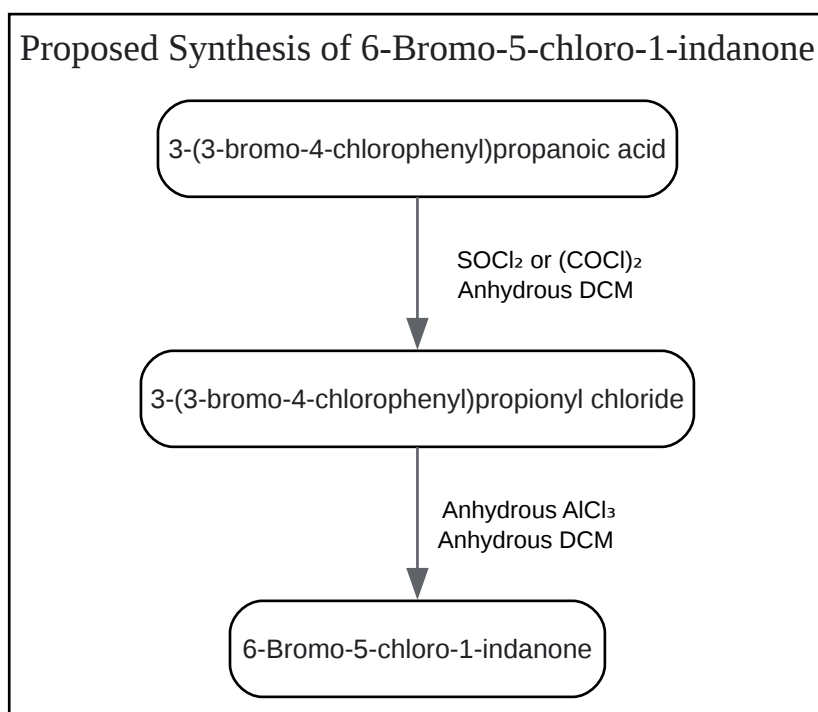 Proposed Synthesis of 6-Bromo-5-chloro-1-indanone
3-(3-bromo-4-chlorophenyl)propanoic acid
SOCl₂ or (COCl)₂
Anhydrous DCM
3-(3-bromo-4-chlorophenyl)propionyl chloride
Anhydrous AlCl₃
Anhydrous DCM
6-Bromo-5-chloro-1-indanone